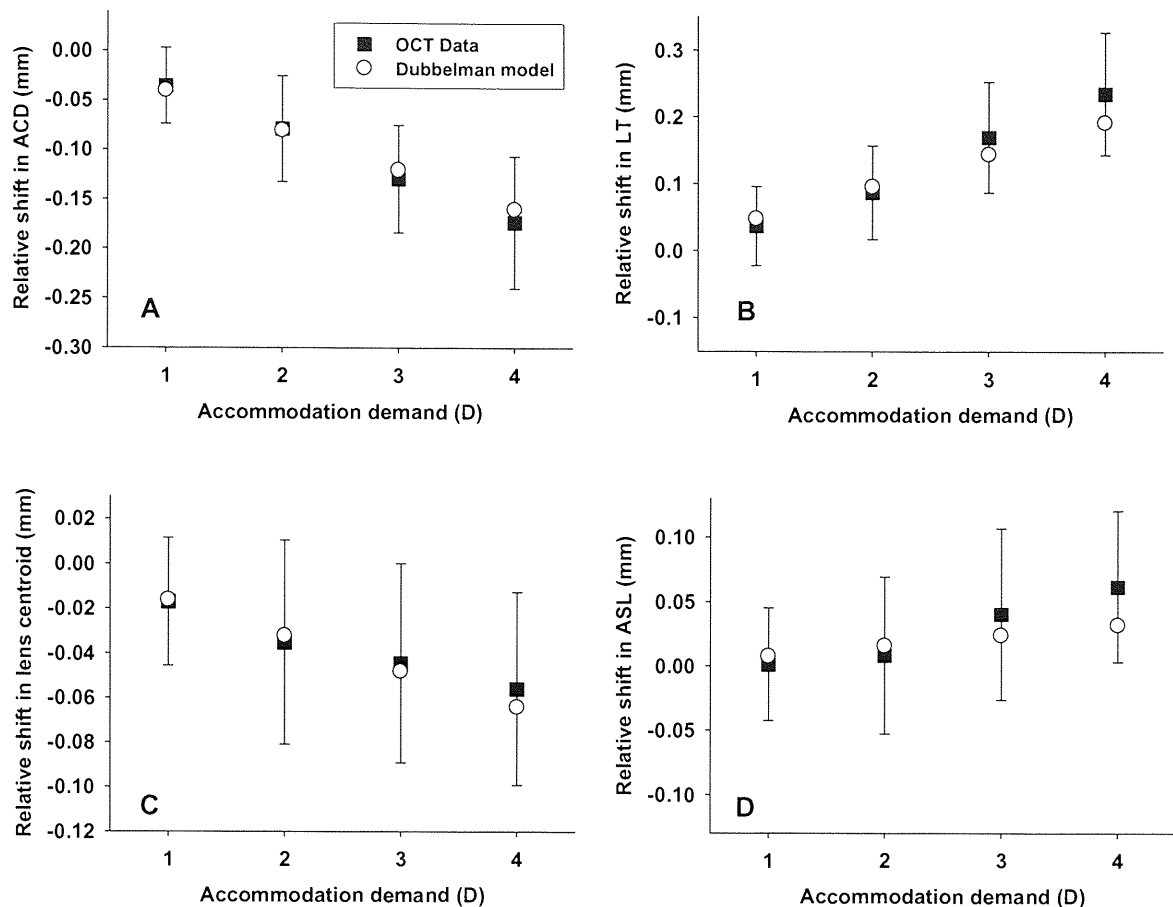 Relative shift in ACD (mm)
0.00
-0.05
-0.10
-0.15
-0.20
-0.25
-0.30
OCT Data
Dubbelman model
A
1 2 3 4
Accommodation demand (D)
Relative shift in LT (mm)
0.3
0.2
0.1
0.0
-0.1
B
1 2 3 4
Accommodation demand (D)
Relative shift in lens centroid (mm)
0.02
0.00
-0.02
-0.04
-0.06
-0.08
-0.10
-0.12
C
1 2 3 4
Accommodation demand (D)
Relative shift in ASL (mm)
0.10
0.05
0.00
-0.05
-0.10
D
1 2 3 4
Accommodation demand (D)